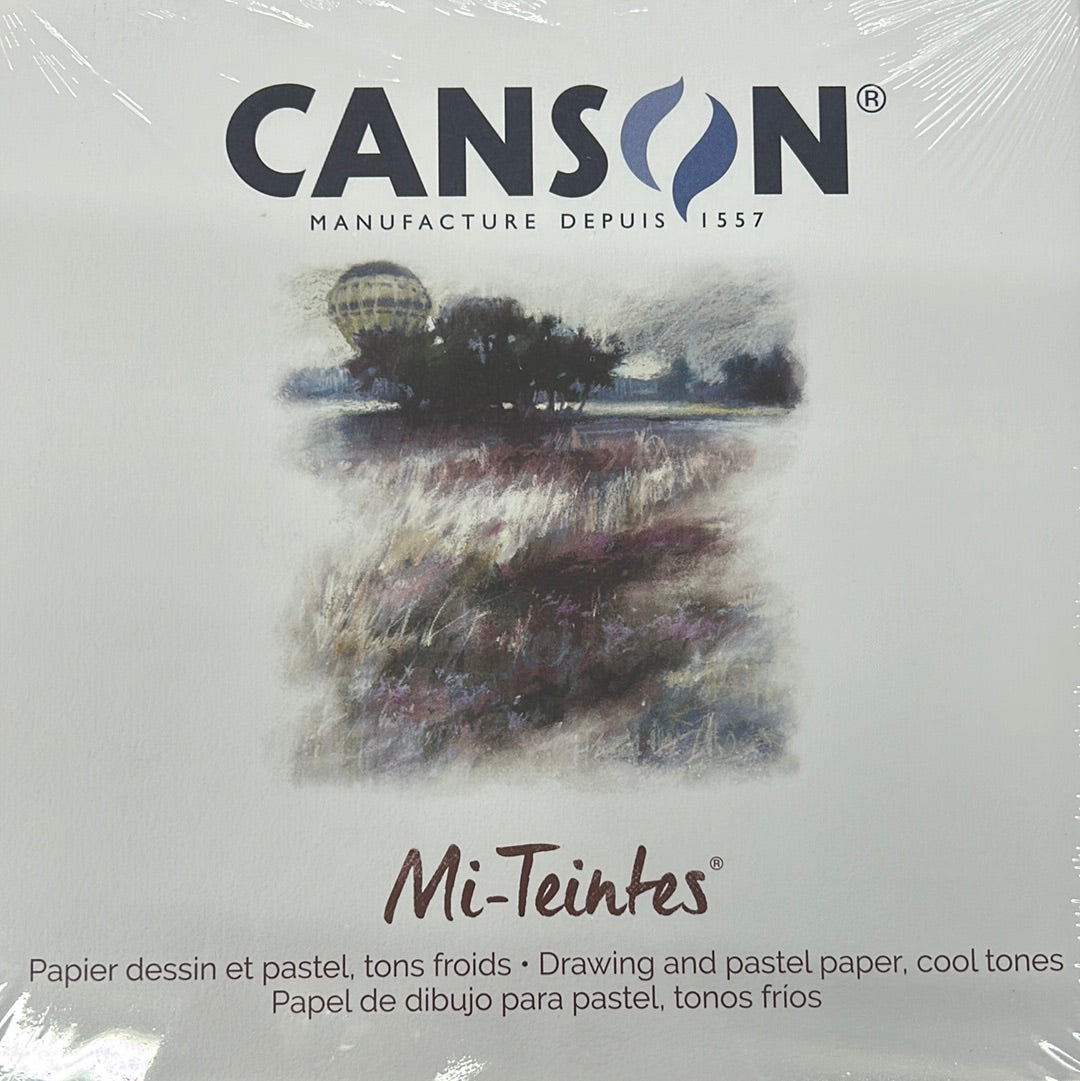 CANSON®
MANUFACTURE DEPUIS 1557
Mi-Teintes®
Papier dessin et pastel, tons froids • Drawing and pastel paper, cool tones
Papel de dibujo para pastel, tonos fríos